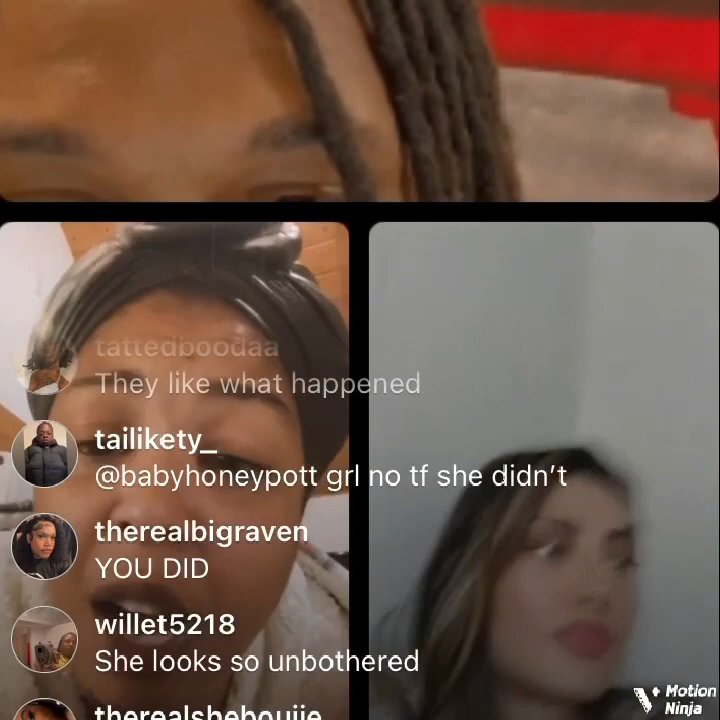 tattedboodaa
They like what happened
tailikety_
@babyhoneypott grl no tf she didn't
therealbigraven
YOU DID
willet5218
She looks so unbothered
therealsheboujie
Motion
Ninja